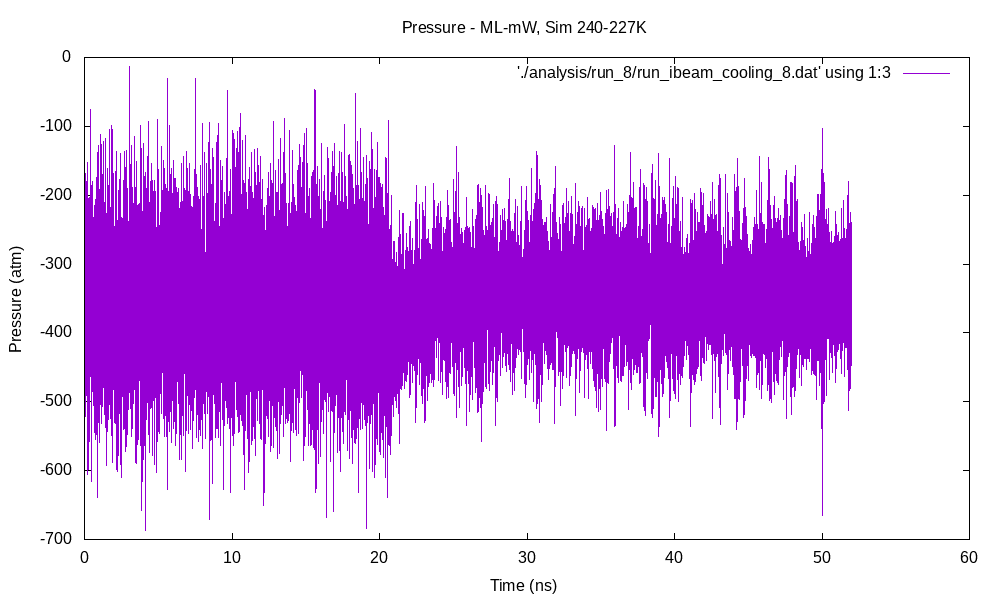 Pressure - ML-mW, Sim 240-227K
'./analysis/run_8/run_ibeam_cooling_8.dat' using 1:3
0
-100
-200
-300
-400
-500
-600
-700
Pressure (atm)
0 10 20 30 40 50 60
Time (ns)